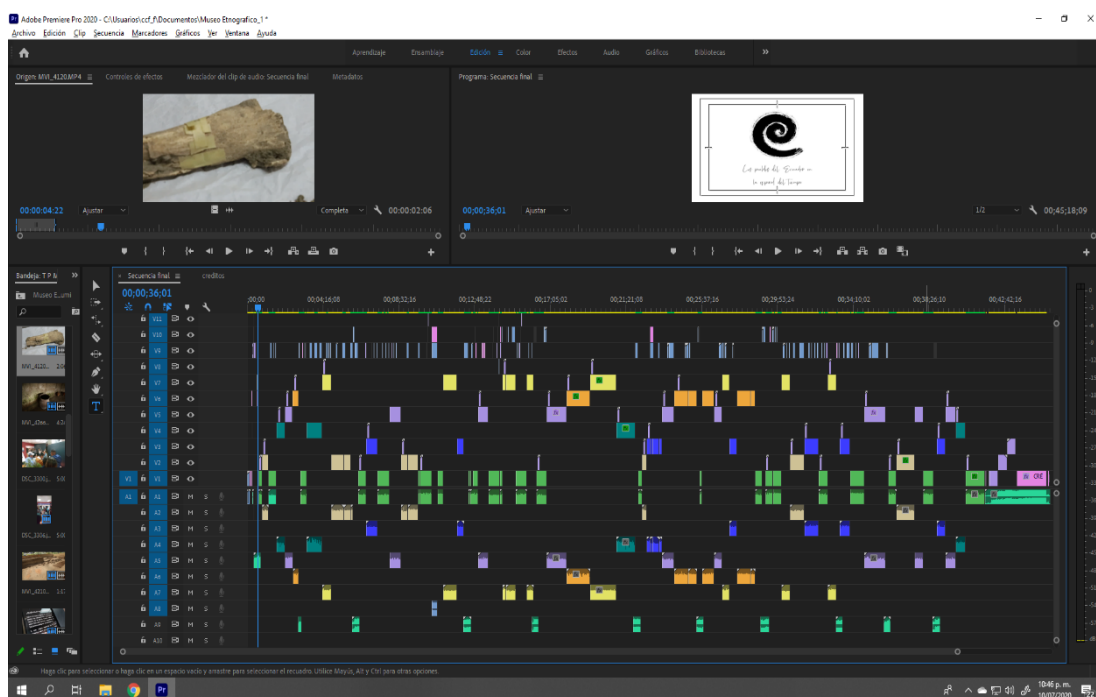 Adobe Premiere Pro 2020 - C:\Usuarios\ccf_f\Documentos\Museo Etnografico_1 *
Archivo Edición Clip Secuencia Marcadores Gráficos Ver Ventana Ayuda
Aprendizaje Ensamblaje Edición Color Efectos Audio Gráficos Bibliotecas
Origen: MVI_4120.MP4 Controles de efectos Mezclador del clip de audio: Secuencia final Metadatos
Programa: Secuencia final
00:00:04:22 Ajustar Completa 00:00:02:06
00;00;36;01 Ajustar 1/2 00;45;18;09
Bandeja: T P M
Secuencia final creditos
00;00;36;01
;00;00 00;04;16;08 00;08;32;16 00;12;48;22 00;17;05;02 00;21;21;08 00;25;37;16 00;29;53;24 00;34;10;02 00;38;26;10 00;42;42;16
V11
V10
V9
V8
V7
V6
V5
V4
V3
V2
V1 V1
A1 M S
A2 M S
A3 M S
A4 M S
A5 M S
A6 M S
A7 M S
A8 M S
A9 M S
A10 M S
Haga clic para seleccionar o haga clic en un espacio vacío y arrastre para seleccionar el recuadro. Utilice Mayús, Alt y Ctrl para otras opciones.
10:46 p. m.
10/07/2020